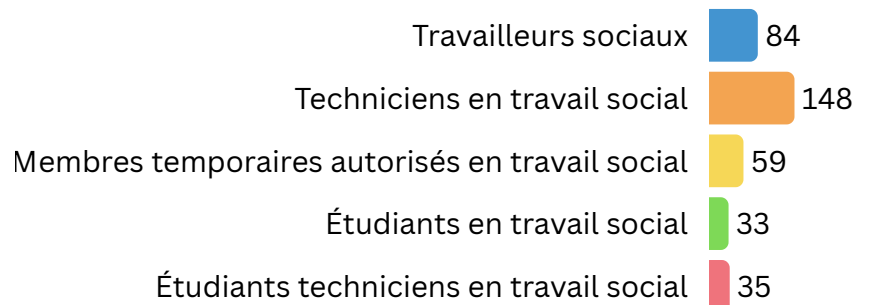 Travailleurs sociaux 84
Techniciens en travail social 148
Membres temporaires autorisés en travail social 59
Étudiants en travail social 33
Étudiants techniciens en travail social 35